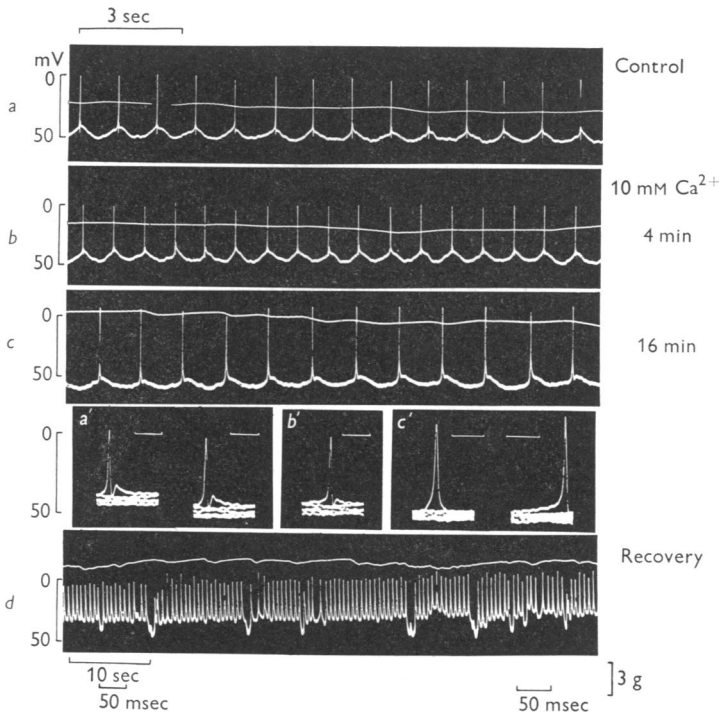 3 sec
mV
0
50
a
Control
10 mM Ca2+
0
50
b
4 min
0
50
c
16 min
a′
b′
c′
0
50
Recovery
0
50
d
10 sec
50 msec
3 g
50 msec